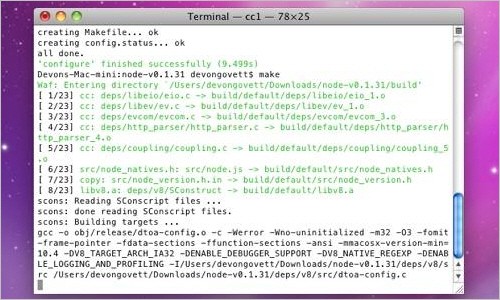 Terminal — cc1 — 78×25
creating Makefile... ok
creating config.status... ok
all done.
'configure' finished successfully (9.499s)
Devons-Mac-mini:node-v0.1.31 devongovett$ make
Waf: Entering directory `/Users/devongovett/Downloads/node-v0.1.31/build'
[ 1/23] cc: deps/libeio/eio.c -> build/default/deps/libeio/eio_1.o
[ 2/23] cc: deps/libev/ev.c -> build/default/deps/libev/ev_1.o
[ 3/23] cc: deps/evcom/evcom.c -> build/default/deps/evcom/evcom_3.o
[ 4/23] cc: deps/http_parser/http_parser.c -> build/default/deps/http_parser/h
ttp_parser_4.o
[ 5/23] cc: deps/coupling/coupling.c -> build/default/deps/coupling/coupling_5
.o
[ 6/23] node_natives.h: src/node.js -> build/default/src/node_natives.h
[ 7/23] copy: src/node_version.h.in -> build/default/src/node_version.h
[ 8/23] libv8.a: deps/v8/SConstruct -> build/default/libv8.a
scons: Reading SConscript files ...
scons: done reading SConscript files.
scons: Building targets ...
gcc -o obj/release/dtoa-config.o -c -Werror -Wno-uninitialized -m32 -O3 -fomit
-frame-pointer -fdata-sections -ffunction-sections -ansi -mmacosx-version-min=
10.4 -DV8_TARGET_ARCH_IA32 -DENABLE_DEBUGGER_SUPPORT -DV8_NATIVE_REGEXP -DENAB
LE_LOGGING_AND_PROFILING -I/Users/devongovett/Downloads/node-v0.1.31/deps/v8/s
rc /Users/devongovett/Downloads/node-v0.1.31/deps/v8/src/dtoa-config.c